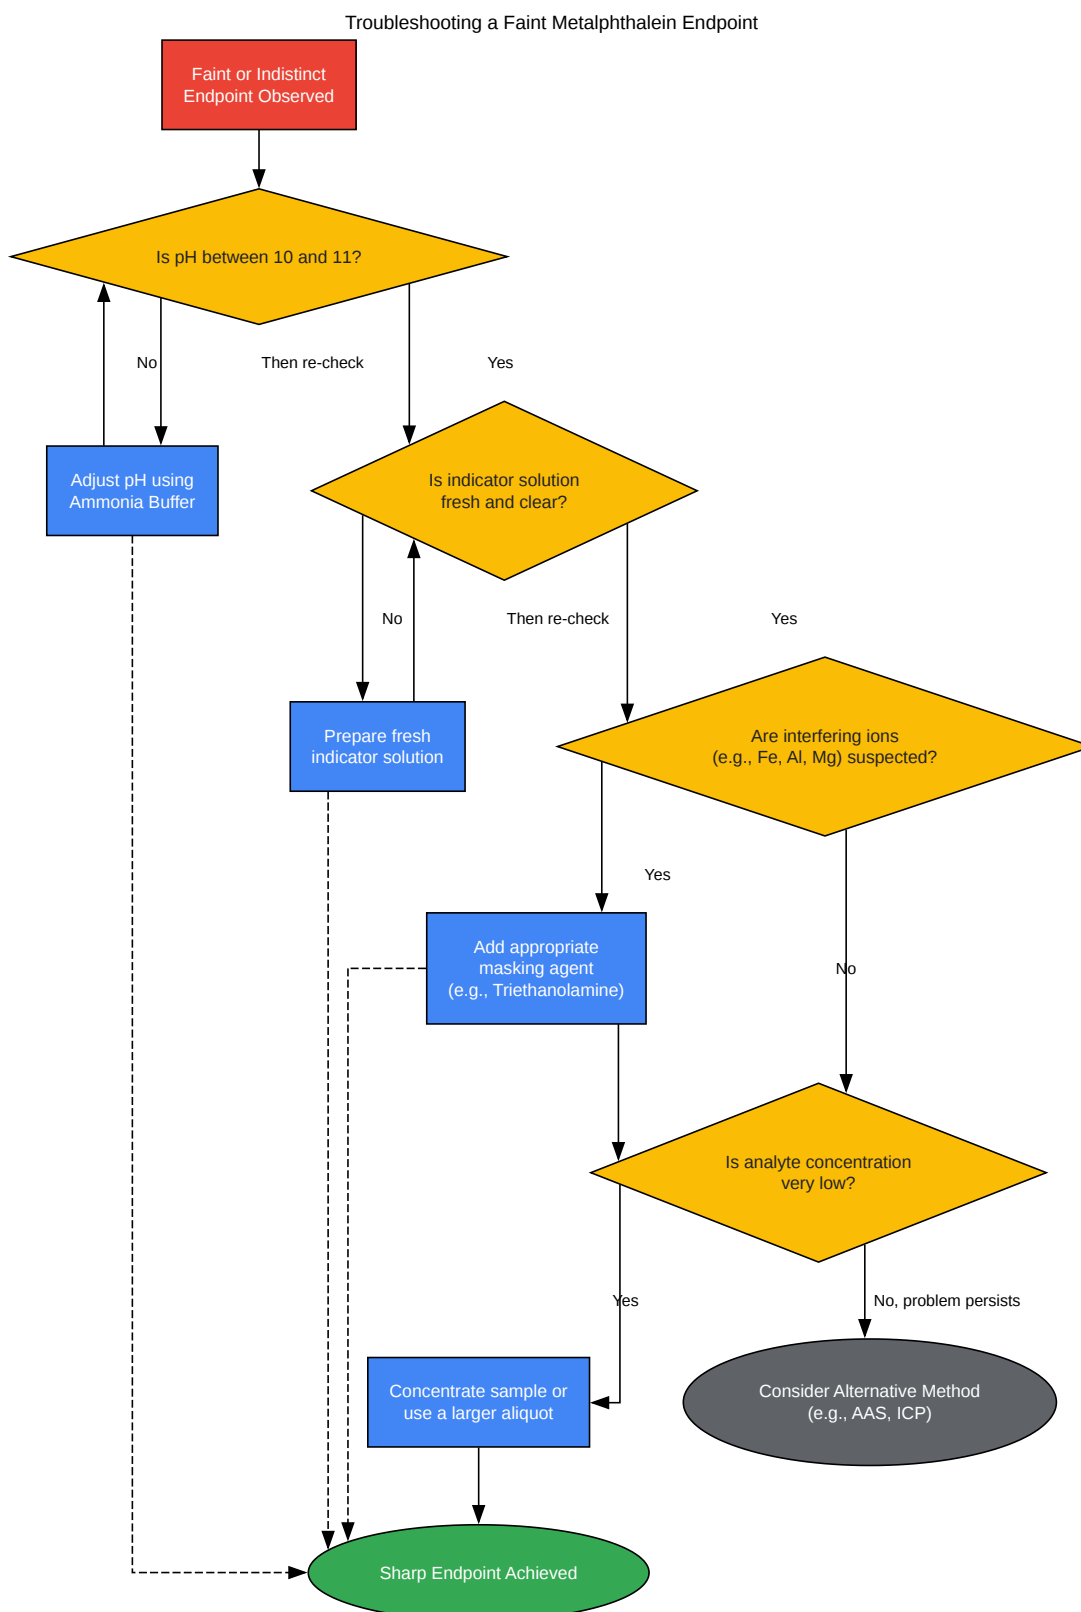 Troubleshooting a Faint Metalphthalein Endpoint
Faint or Indistinct
Endpoint Observed
Is pH between 10 and 11?
No
Then re-check
Yes
Adjust pH using
Ammonia Buffer
Is indicator solution
fresh and clear?
No
Then re-check
Yes
Prepare fresh
indicator solution
Are interfering ions
(e.g., Fe, Al, Mg) suspected?
Yes
Add appropriate
masking agent
(e.g., Triethanolamine)
No
Is analyte concentration
very low?
Yes
No, problem persists
Concentrate sample or
use a larger aliquot
Consider Alternative Method
(e.g., AAS, ICP)
Sharp Endpoint Achieved